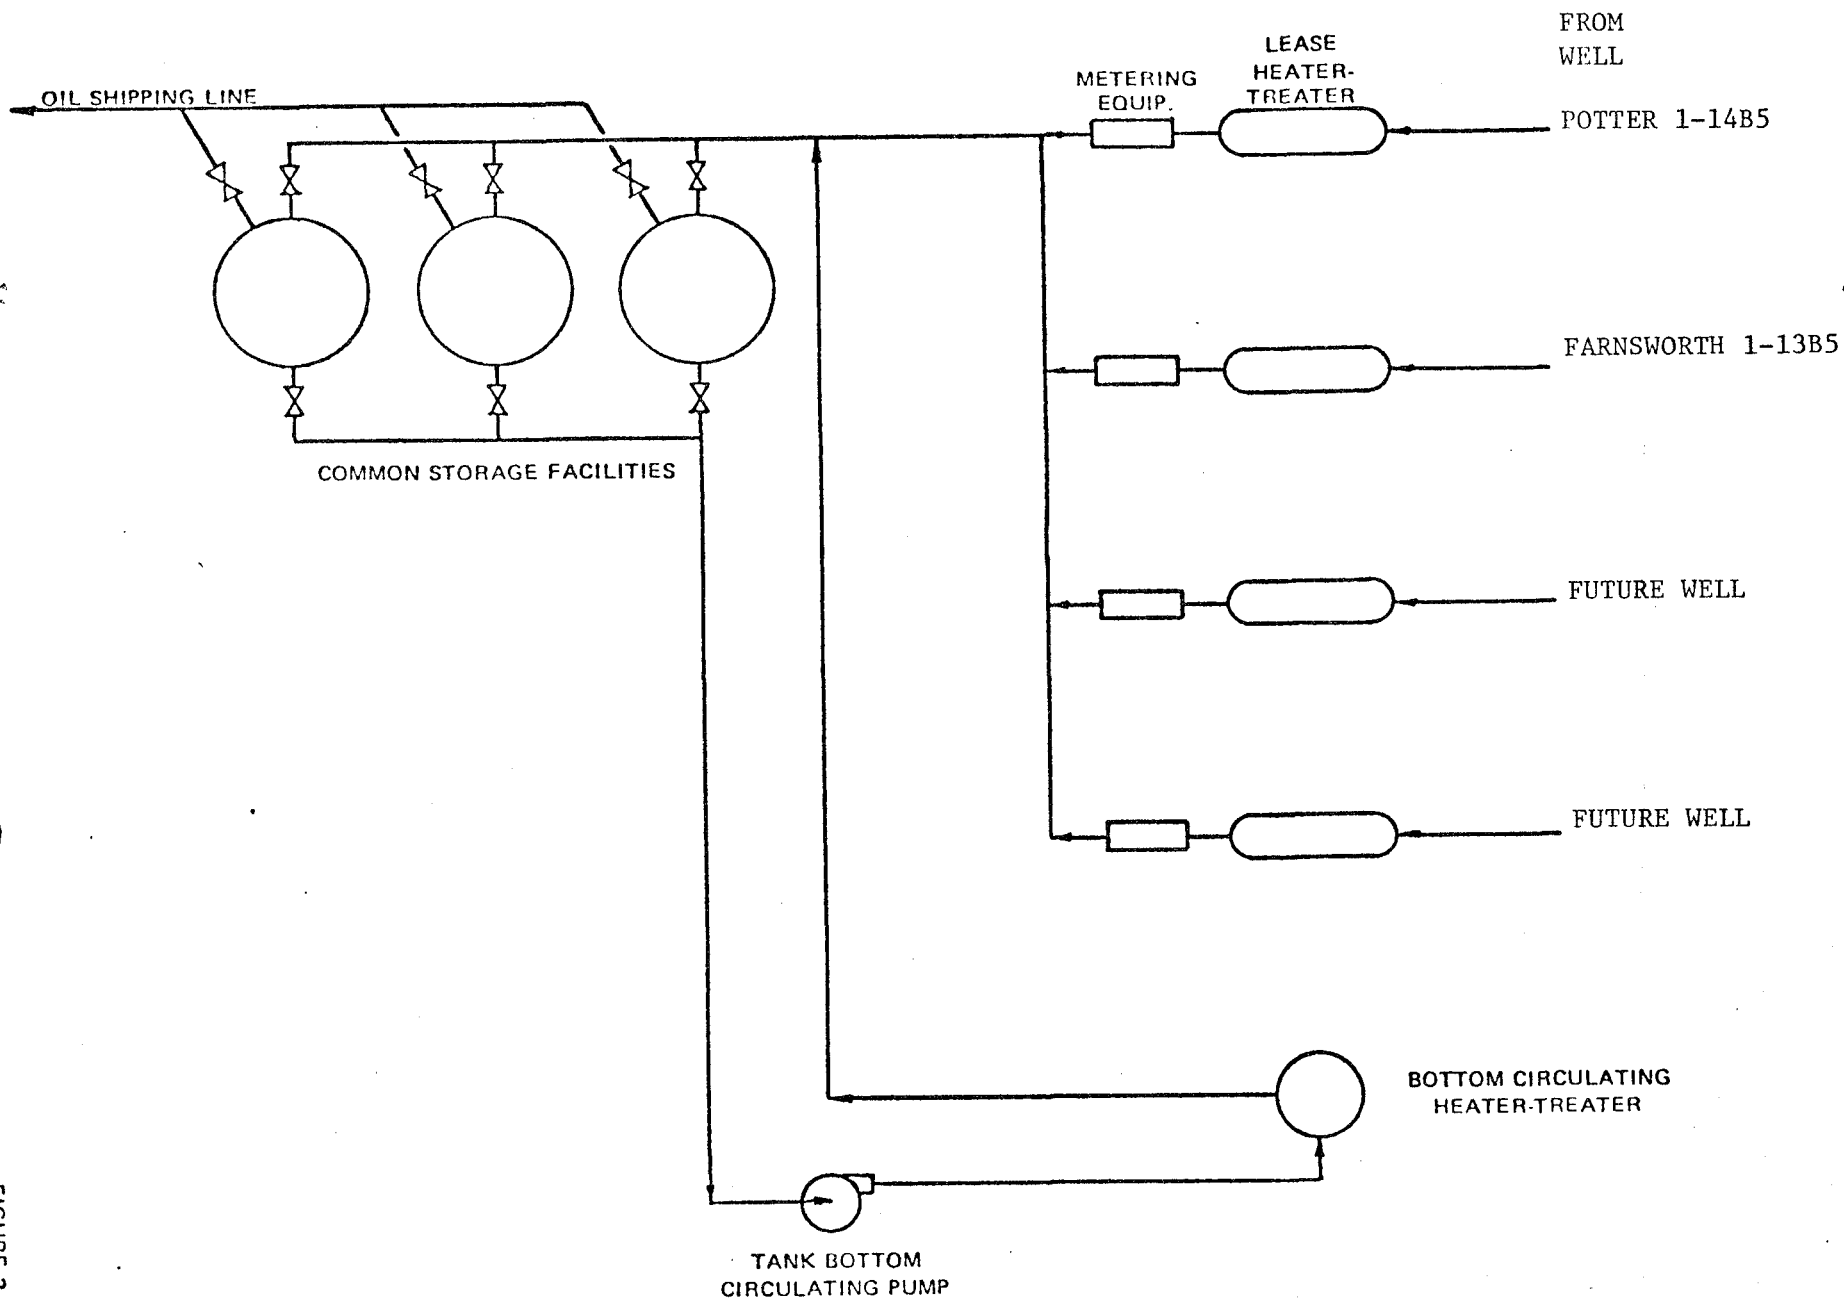 FROM
WELL
LEASE
HEATER-
TREATER
METERING
EQUIP.
OIL SHIPPING LINE
POTTER 1-14B5
FARNSWORTH 1-13B5
COMMON STORAGE FACILITIES
FUTURE WELL
FUTURE WELL
BOTTOM CIRCULATING
HEATER-TREATER
TANK BOTTOM
CIRCULATING PUMP